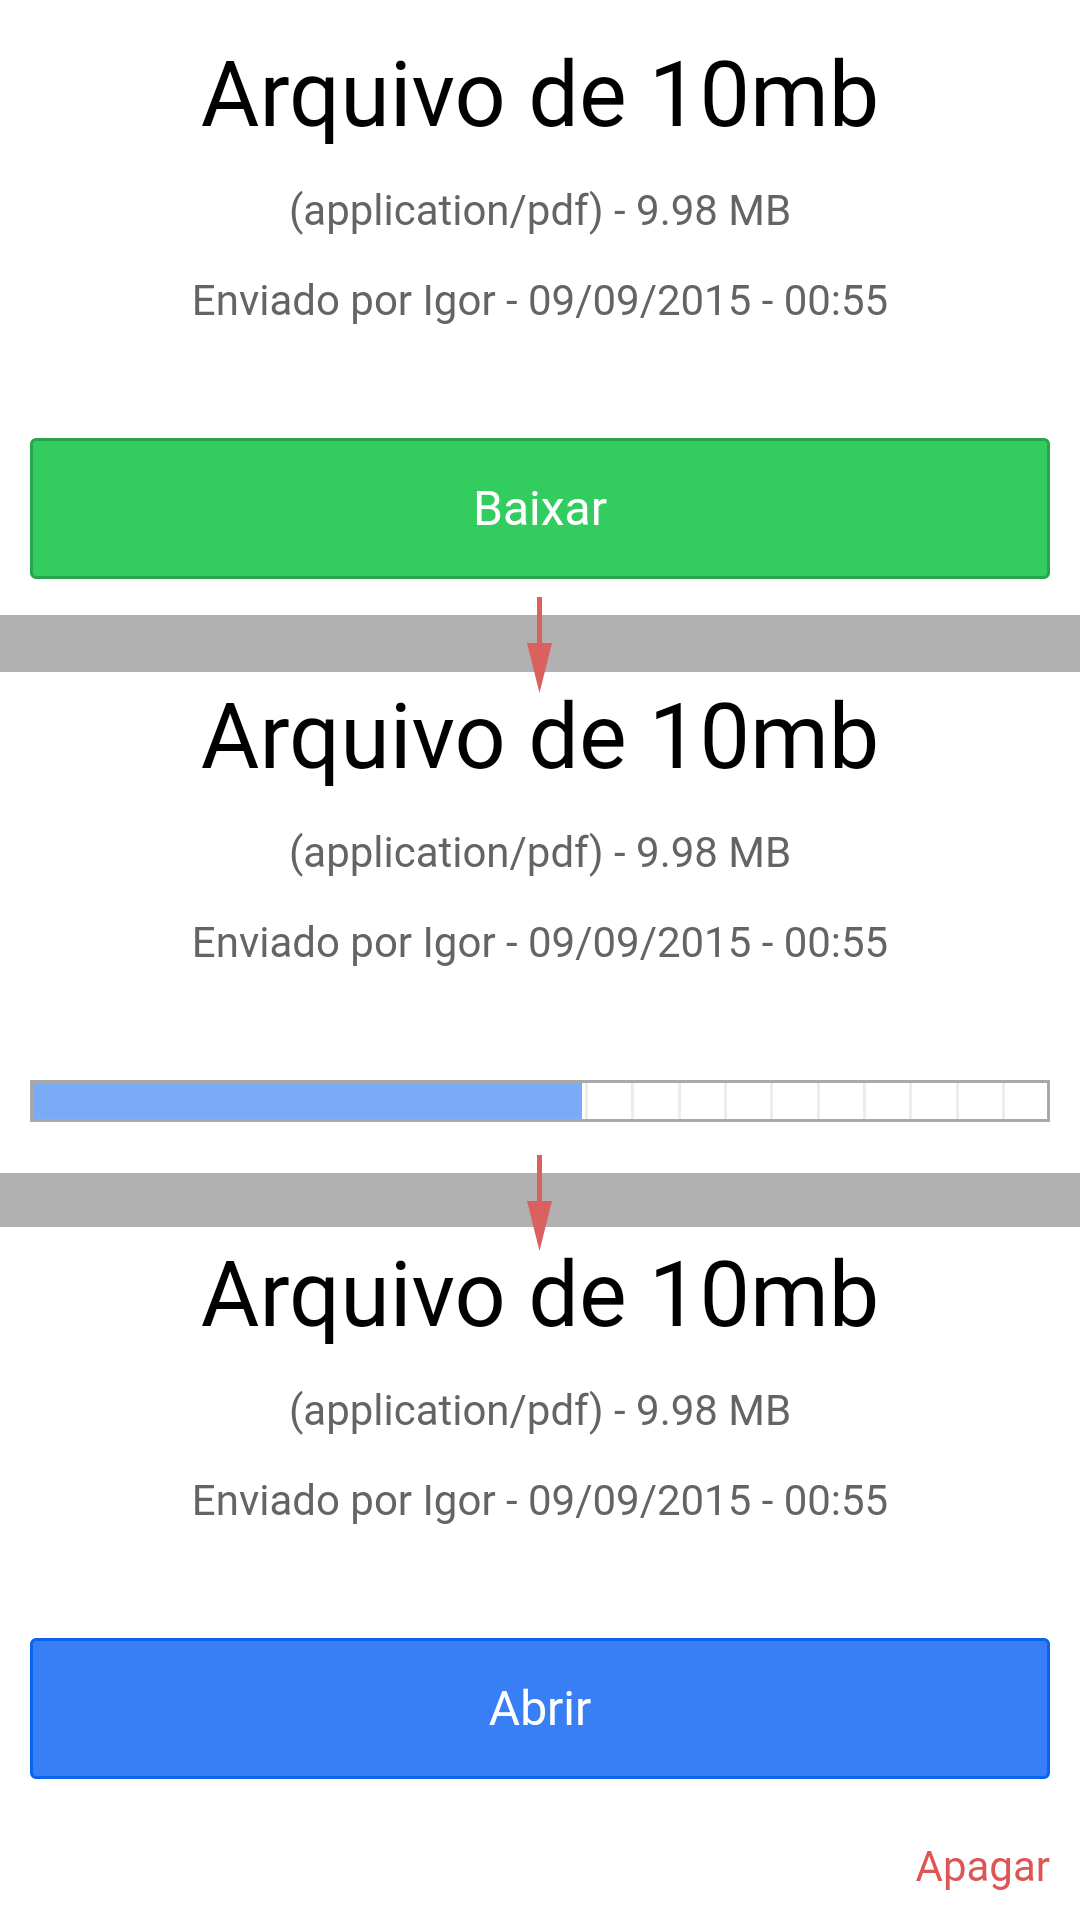 Arquivo de 10mb
(application/pdf) - 9.98 MB
Enviado por Igor - 09/09/2015 - 00:55
Baixar
Arquivo de 10mb
(application/pdf) - 9.98 MB
Enviado por Igor - 09/09/2015 - 00:55
Arquivo de 10mb
(application/pdf) - 9.98 MB
Enviado por Igor - 09/09/2015 - 00:55
Abrir
Apagar